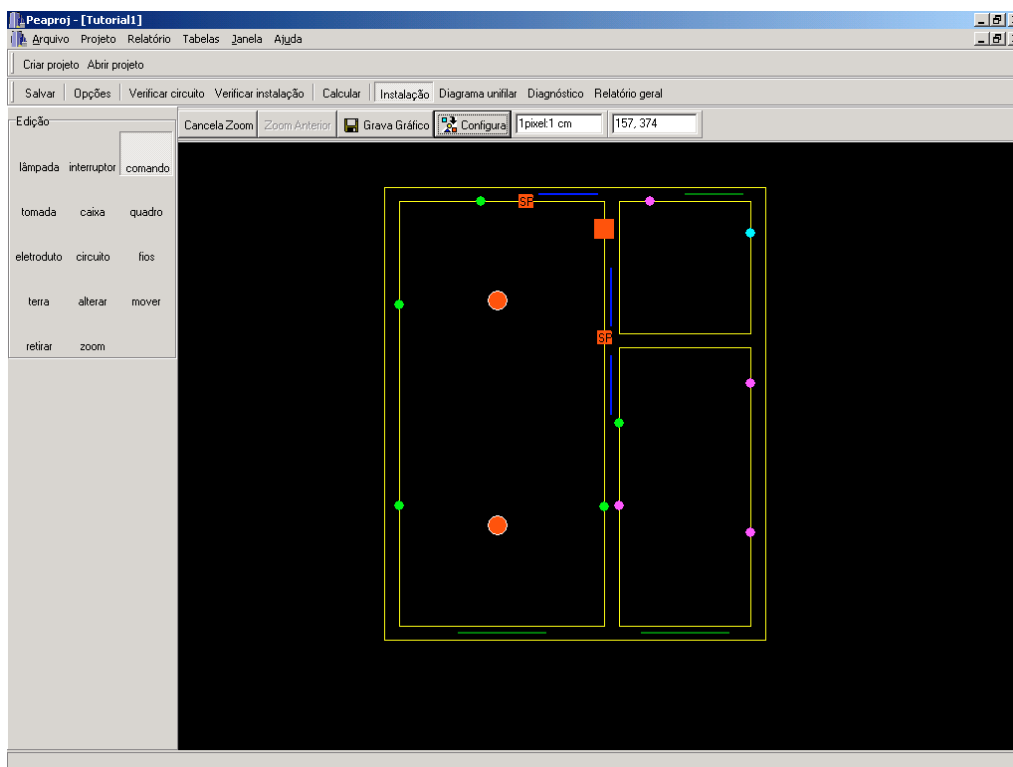 Peaproj - [Tutorial1]
Arquivo Projeto Relatório Tabelas Janela Ajuda
Criar projeto Abrir projeto
Salvar Opções Verificar circuito Verificar instalação Calcular Instalação Diagrama unifilar Diagnóstico Relatório geral
Edição
Cancela Zoom Zoom Anterior Grava Gráfico Configura 1pixel:1 cm 157, 374
lâmpada interruptor comando
tomada caixa quadro
eletroduto circuito fios
terra alterar mover
retirar zoom
SP
SP